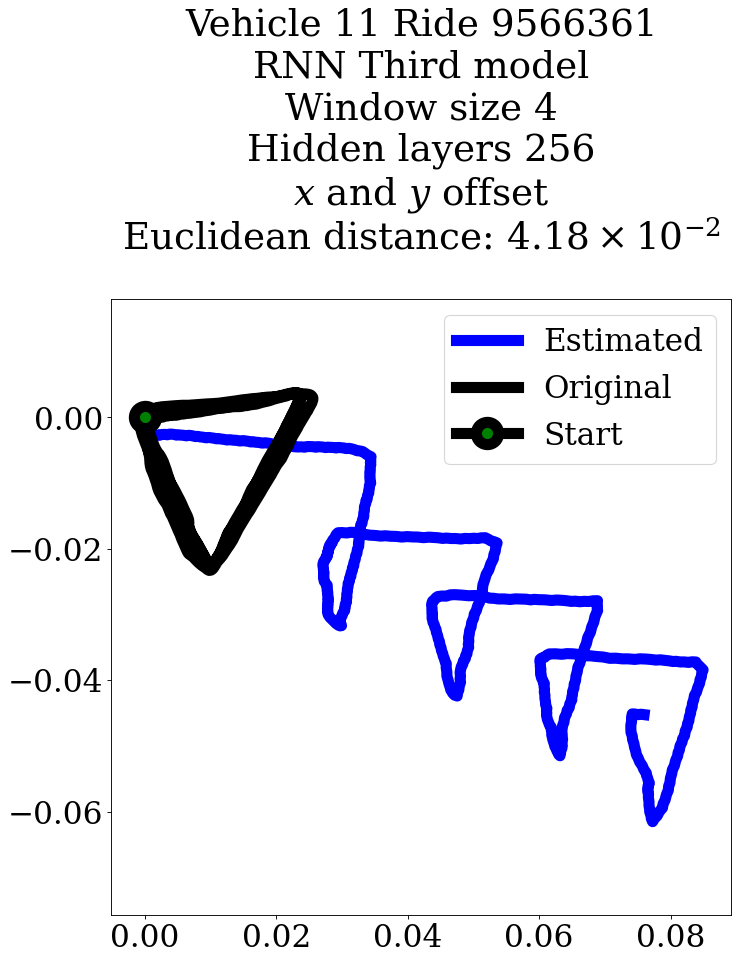 Vehicle 11 Ride 9566361
RNN Third model
Window size 4
Hidden layers 256
x and y offset
Euclidean distance: 4.18 × 10⁻²
Estimated
Original
Start
0.00
−0.02
−0.04
−0.06
0.00 0.02 0.04 0.06 0.08